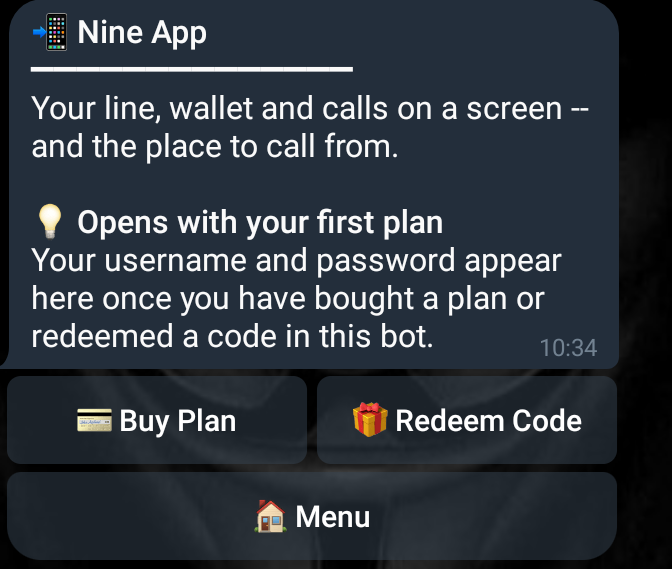 📲 Nine App
━━━━━━━━━━━━━━
Your line, wallet and calls on a screen --
and the place to call from.
💡 Opens with your first plan
Your username and password appear
here once you have bought a plan or
redeemed a code in this bot.
10:34
💳 Buy Plan
🎁 Redeem Code
🏠 Menu